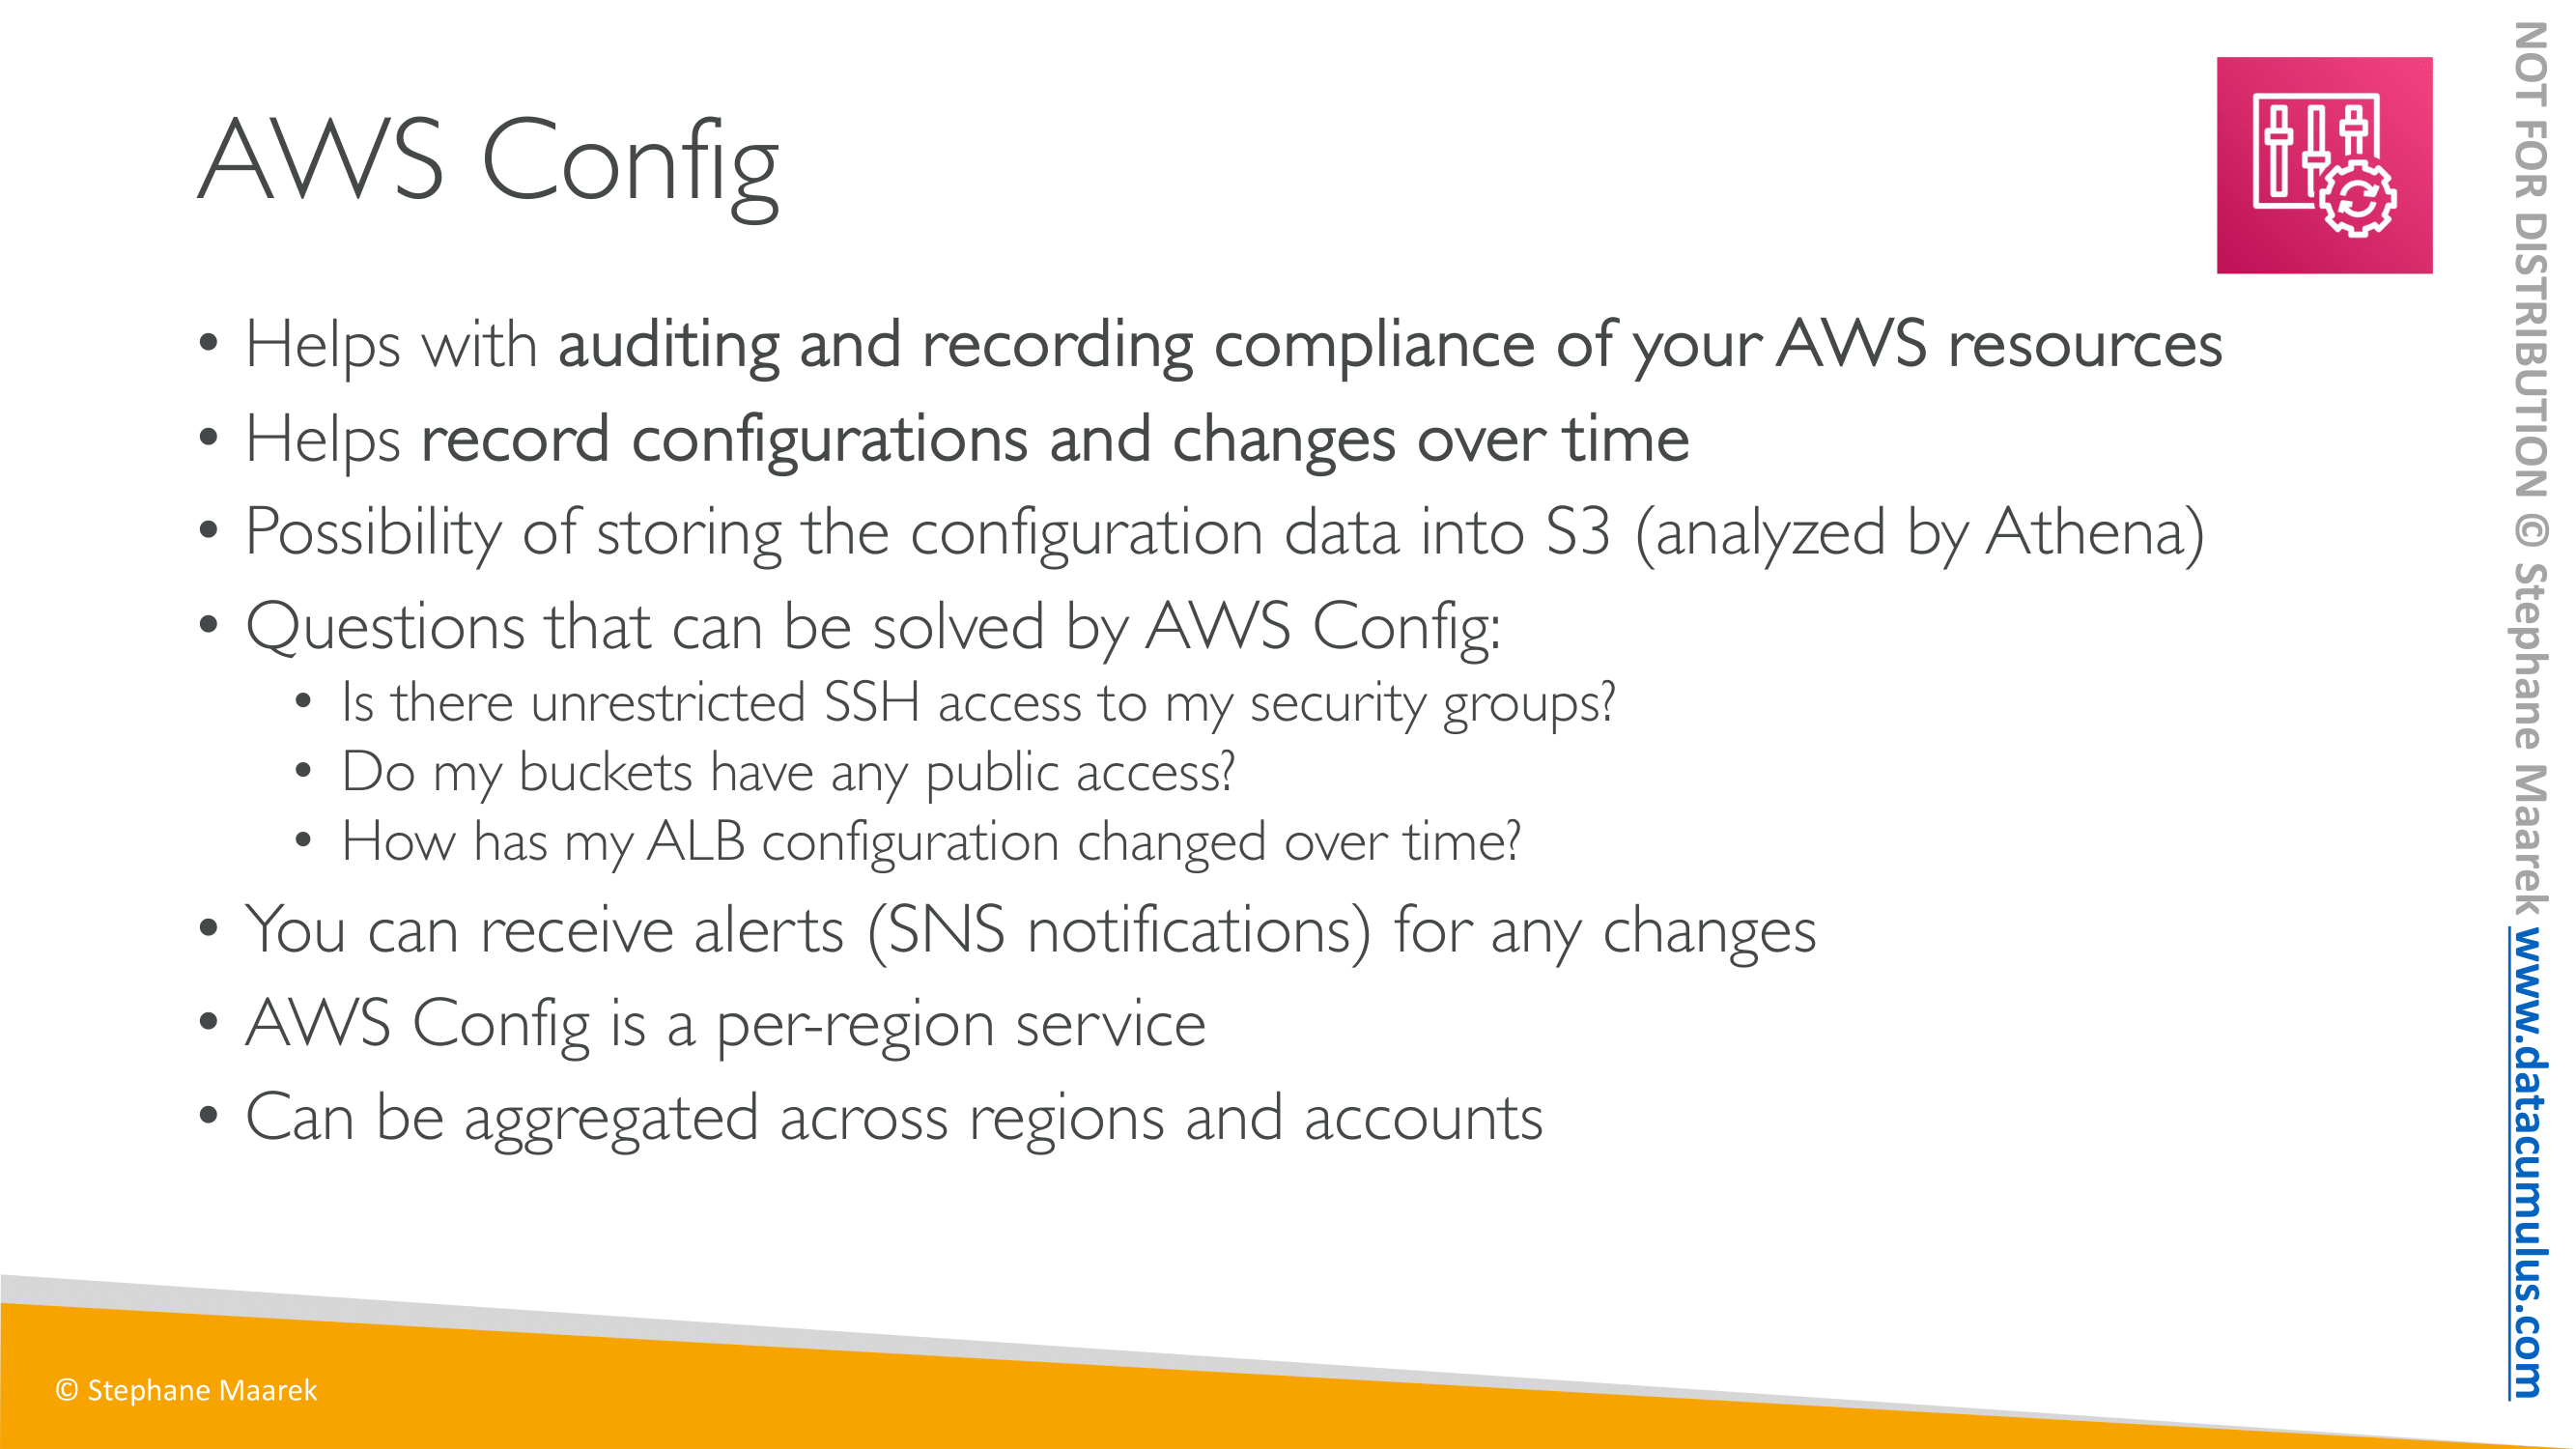 AWS Config
• Helps with auditing and recording compliance of your AWS resources
• Helps record configurations and changes over time
• Possibility of storing the configuration data into S3 (analyzed by Athena)
• Questions that can be solved by AWS Config:
• Is there unrestricted SSH access to my security groups?
• Do my buckets have any public access?
• How has my ALB configuration changed over time?
• You can receive alerts (SNS notifications) for any changes
• AWS Config is a per-region service
• Can be aggregated across regions and accounts
© Stephane Maarek
NOT FOR DISTRIBUTION © Stephane Maarek www.datacumulus.com